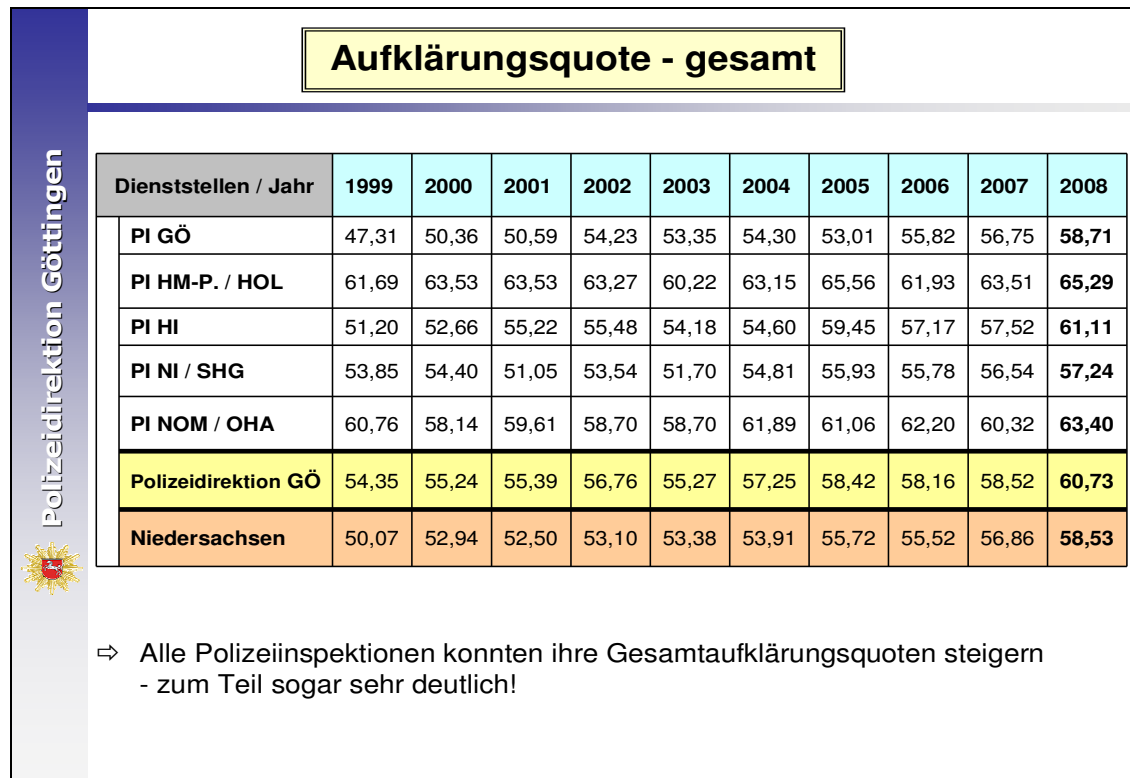 Aufklärungsquote - gesamt
Polizeidirektion Göttingen
Dienststellen / Jahr 1999 2000 2001 2002 2003 2004 2005 2006 2007 2008
PI GÖ 47,31 50,36 50,59 54,23 53,35 54,30 53,01 55,82 56,75 58,71
PI HM-P. / HOL 61,69 63,53 63,53 63,27 60,22 63,15 65,56 61,93 63,51 65,29
PI HI 51,20 52,66 55,22 55,48 54,18 54,60 59,45 57,17 57,52 61,11
PI NI / SHG 53,85 54,40 51,05 53,54 51,70 54,81 55,93 55,78 56,54 57,24
PI NOM / OHA 60,76 58,14 59,61 58,70 58,70 61,89 61,06 62,20 60,32 63,40
Polizeidirektion GÖ 54,35 55,24 55,39 56,76 55,27 57,25 58,42 58,16 58,52 60,73
Niedersachsen 50,07 52,94 52,50 53,10 53,38 53,91 55,72 55,52 56,86 58,53
⇨ Alle Polizeiinspektionen konnten ihre Gesamtaufklärungsquoten steigern
- zum Teil sogar sehr deutlich!